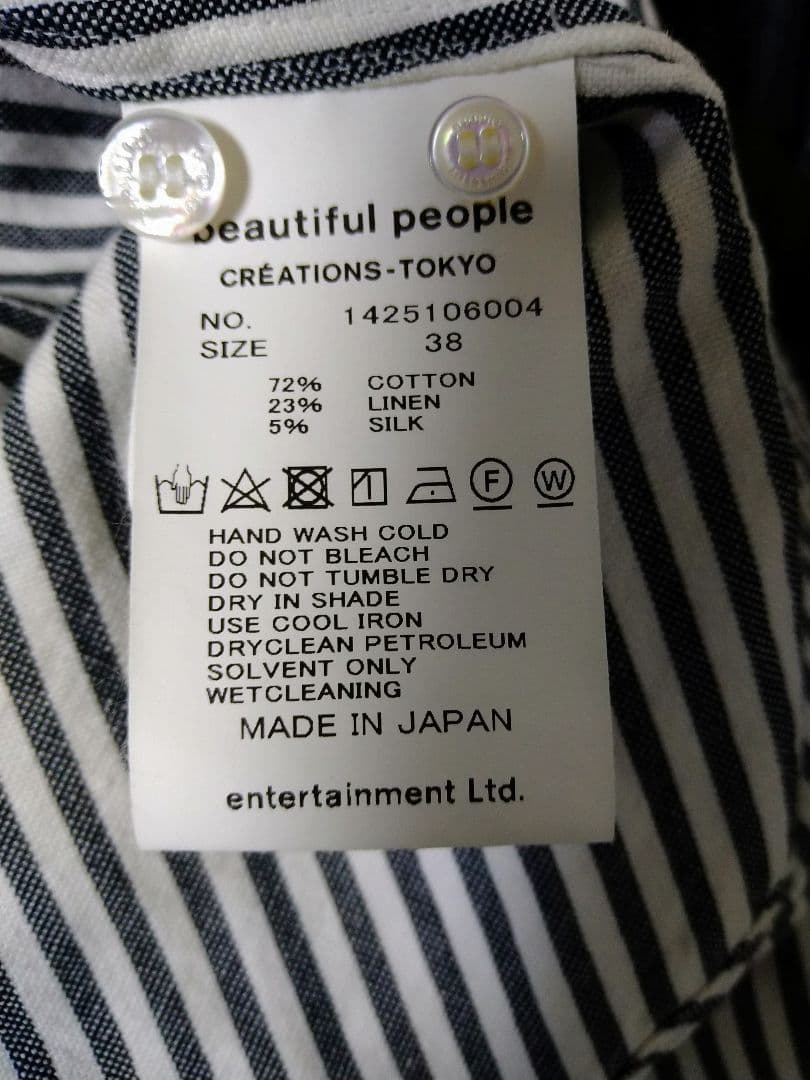 beautiful people
CRÉATIONS-TOKYO
NO. 1425106004
SIZE 38
72% COTTON
23% LINEN
5% SILK
F W
HAND WASH COLD
DO NOT BLEACH
DO NOT TUMBLE DRY
DRY IN SHADE
USE COOL IRON
DRYCLEAN PETROLEUM
SOLVENT ONLY
WETCLEANING
MADE IN JAPAN
entertainment Ltd.